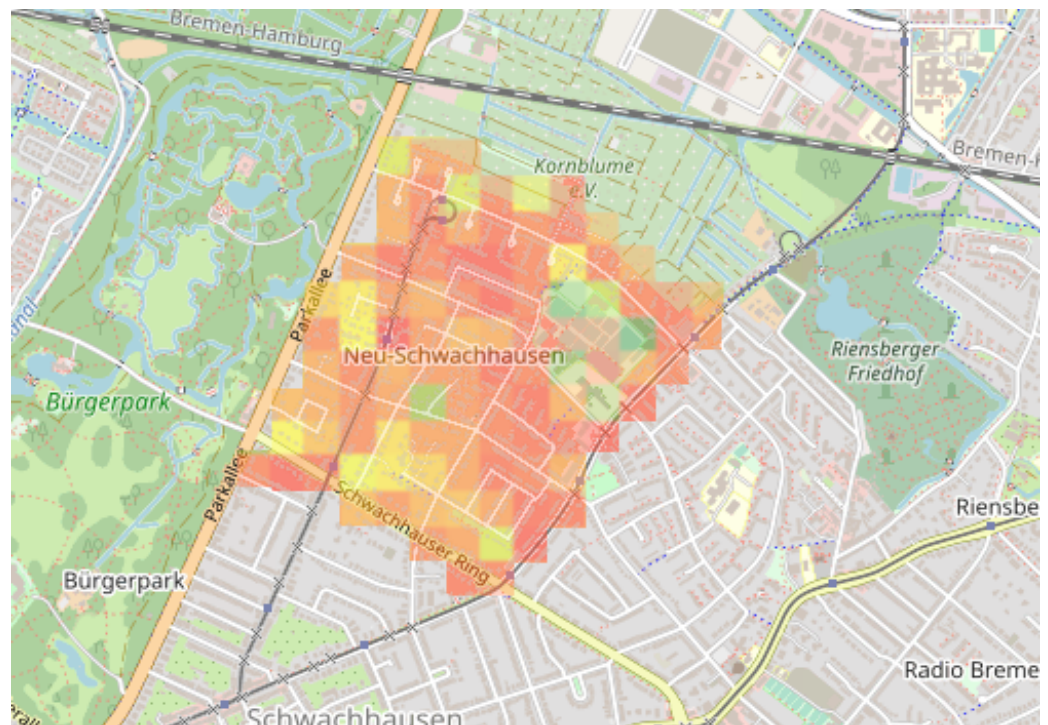 Bremen-Hamburg
Kornblume
e.V.
Bremen-H
Parkallee
Neu-Schwachhausen
Riensberger
Friedhof
Bürgerpark
Parkallee
Schwachhauser Ring
Riensbe
Bürgerpark
Radio Breme
Schwachhausen